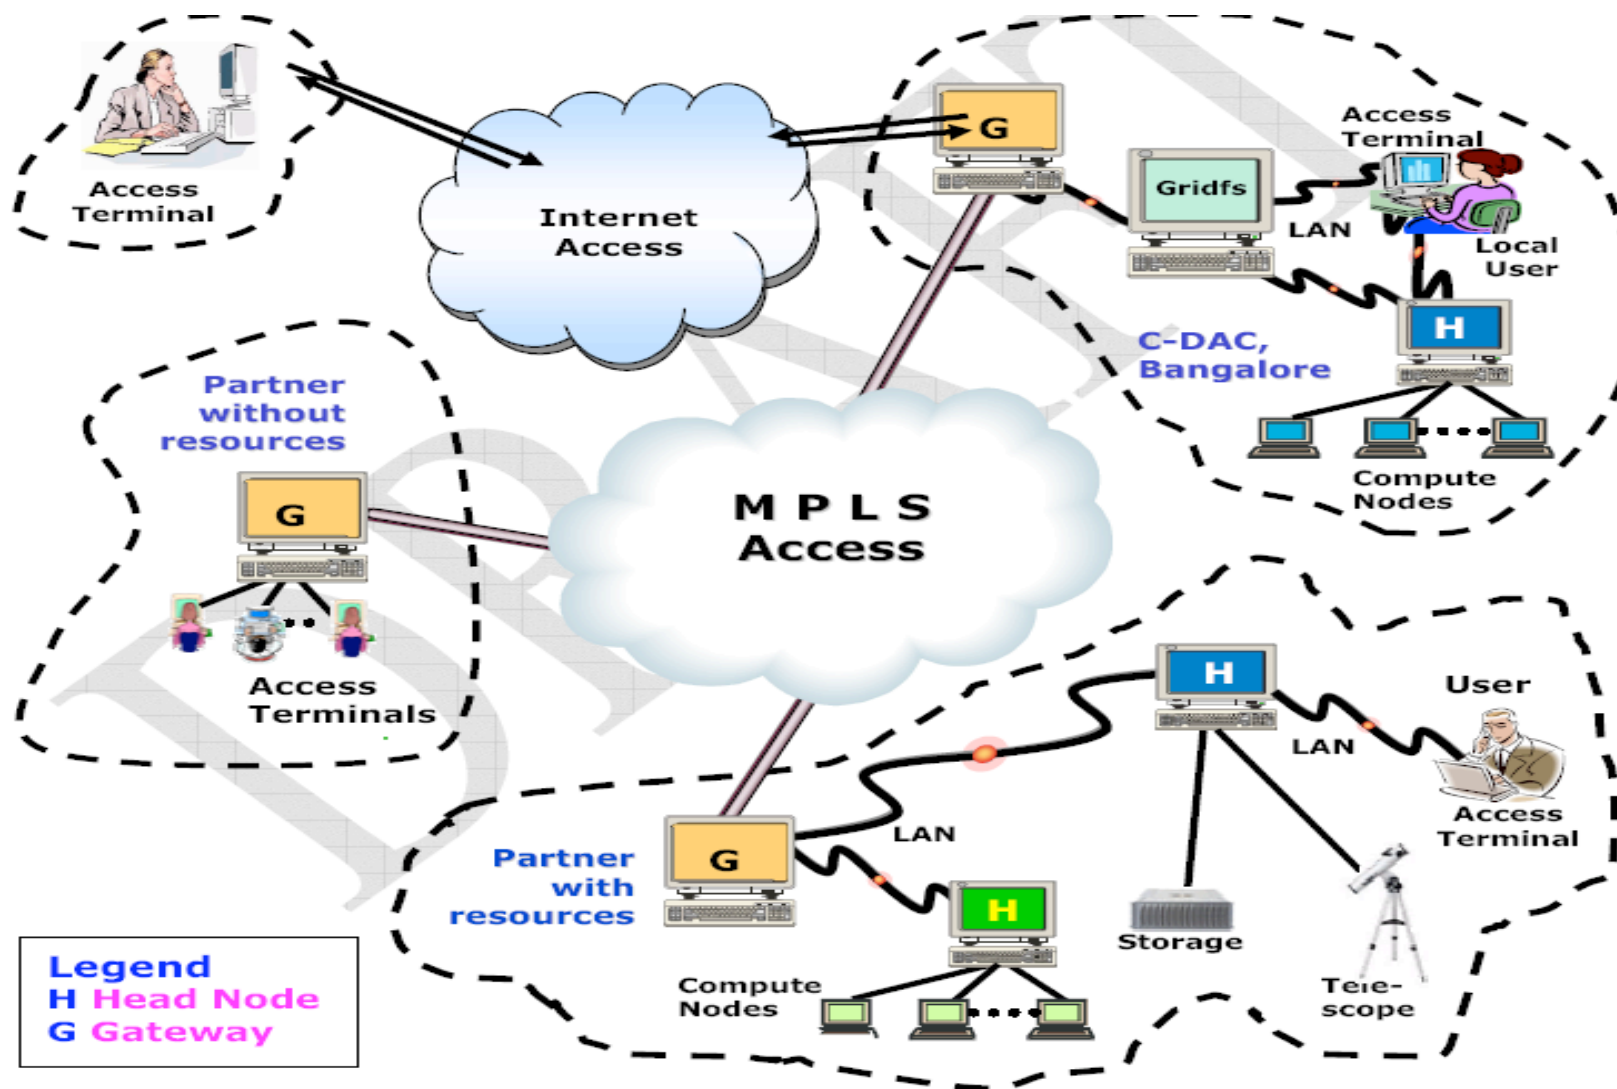 Access
Terminal
Internet
Access
G
Gridfs
Access
Terminal
LAN
Local
User
H
C-DAC,
Bangalore
Compute
Nodes
Partner
without
resources
G
Access
Terminals
M P L S
Access
H
User
LAN
Access
Terminal
LAN
G
Partner
with
resources
H
Storage
Tele-
scope
Compute
Nodes
Legend
H Head Node
G Gateway
DRAFT